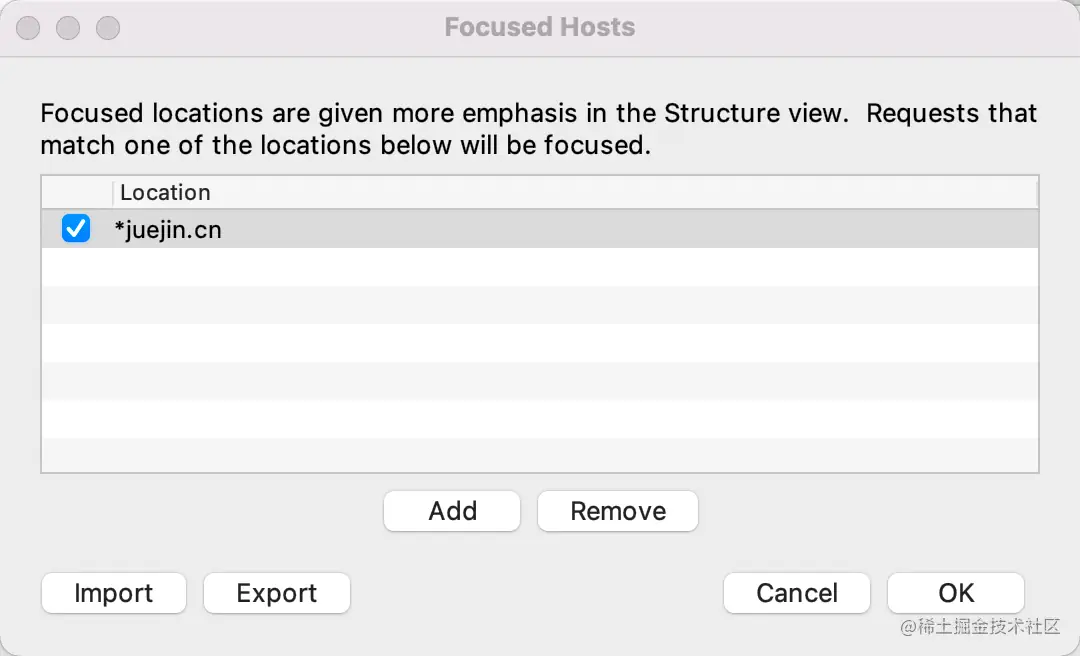 Focused Hosts
Focused locations are given more emphasis in the Structure view. Requests that
match one of the locations below will be focused.
Location
*juejin.cn
Add Remove
Import Export Cancel OK
@稀土掘金技术社区